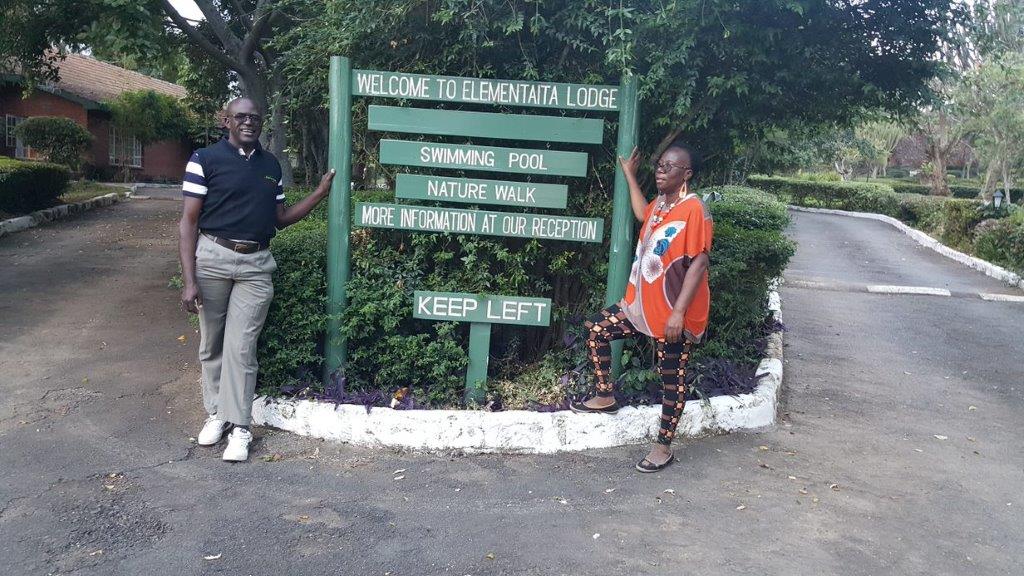 WELCOME TO ELEMENTAITA LODGE
SWIMMING POOL
NATURE WALK
MORE INFORMATION AT OUR RECEPTION
KEEP LEFT